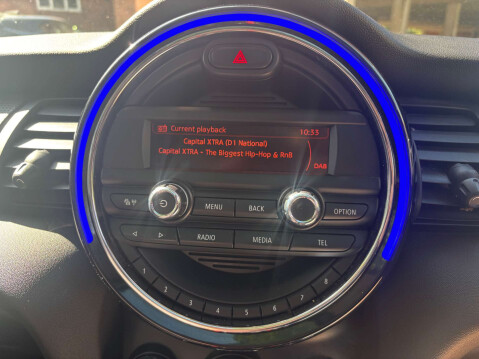 Current playback 10:33
Capital XTRA (D1 National)
Capital XTRA - The Biggest Hip-Hop & RnB
DAB
MENU BACK OPTION
RADIO MEDIA TEL
1 2 3 4 5 6 7 8